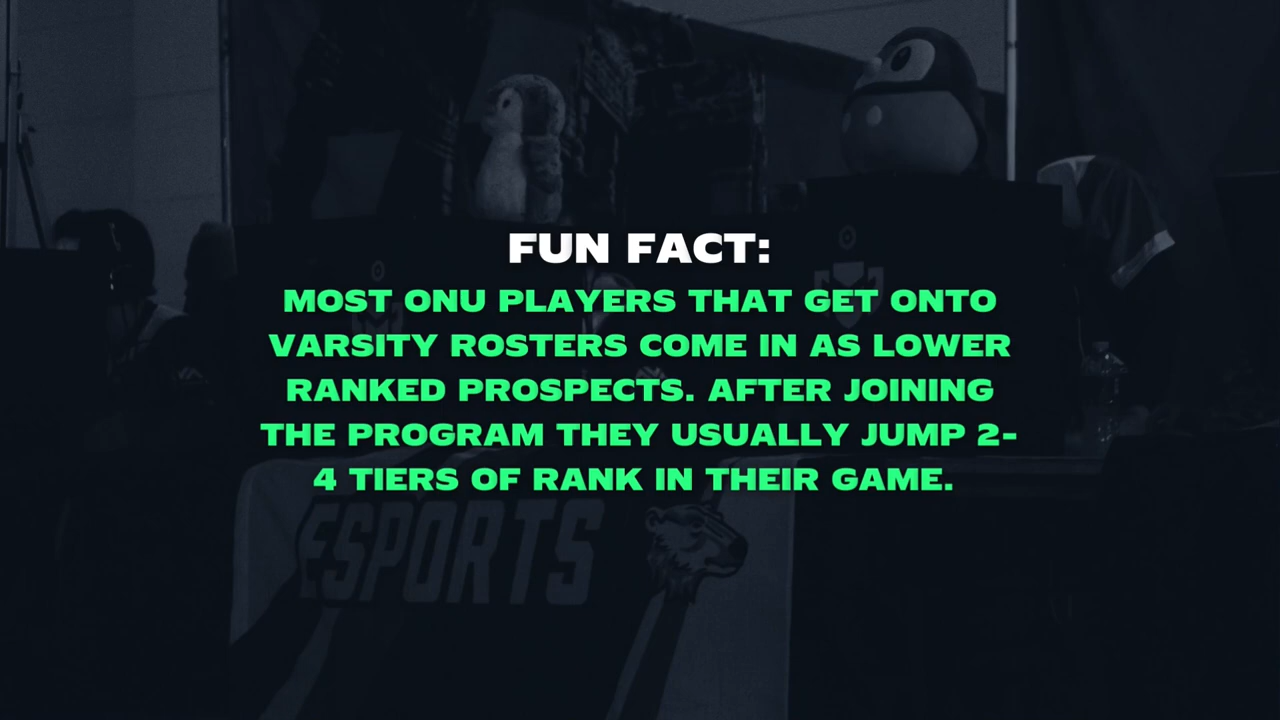 FUN FACT:
MOST ONU PLAYERS THAT GET ONTO
VARSITY ROSTERS COME IN AS LOWER
RANKED PROSPECTS. AFTER JOINING
THE PROGRAM THEY USUALLY JUMP 2-
4 TIERS OF RANK IN THEIR GAME.
ESPORTS